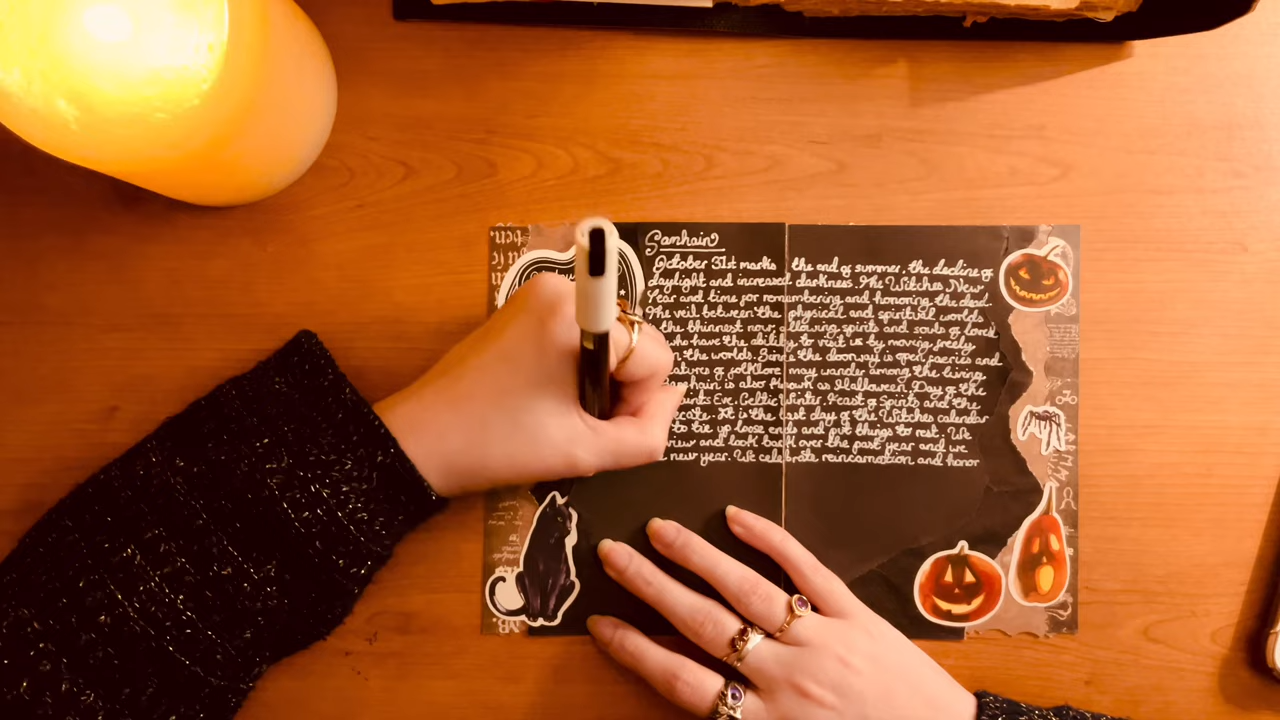 Samhain
October 31st marks the end of summer, the decline of
daylight and increased darkness. The Witches New
Year and time for remembering and honoring the dead.
The veil between the physical and spiritual worlds
the thinnest now, allowing spirits and souls of loved
who have the ability to visit us by moving freely
the worlds. Since the doorway is open, faeries and
of folklore may wander among the living
Samhain is also known as Halloween, Day of the
Eve, Celtic Winter, Feast of Spirits and the
It is the last day of the Witches calendar
to tie up loose ends and put things to rest. We
and look back over the past year and we
new year. We celebrate reincarnation and honor